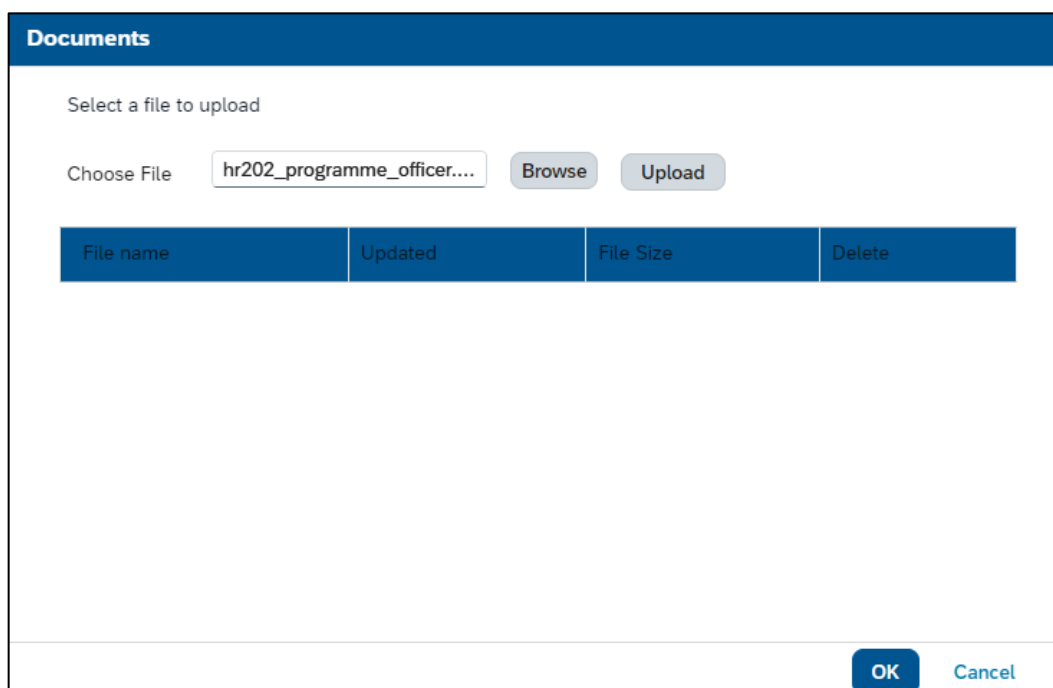 Documents
Select a file to upload
Choose File hr202_programme_officer.... Browse Upload
File name Updated File Size Delete
OK Cancel